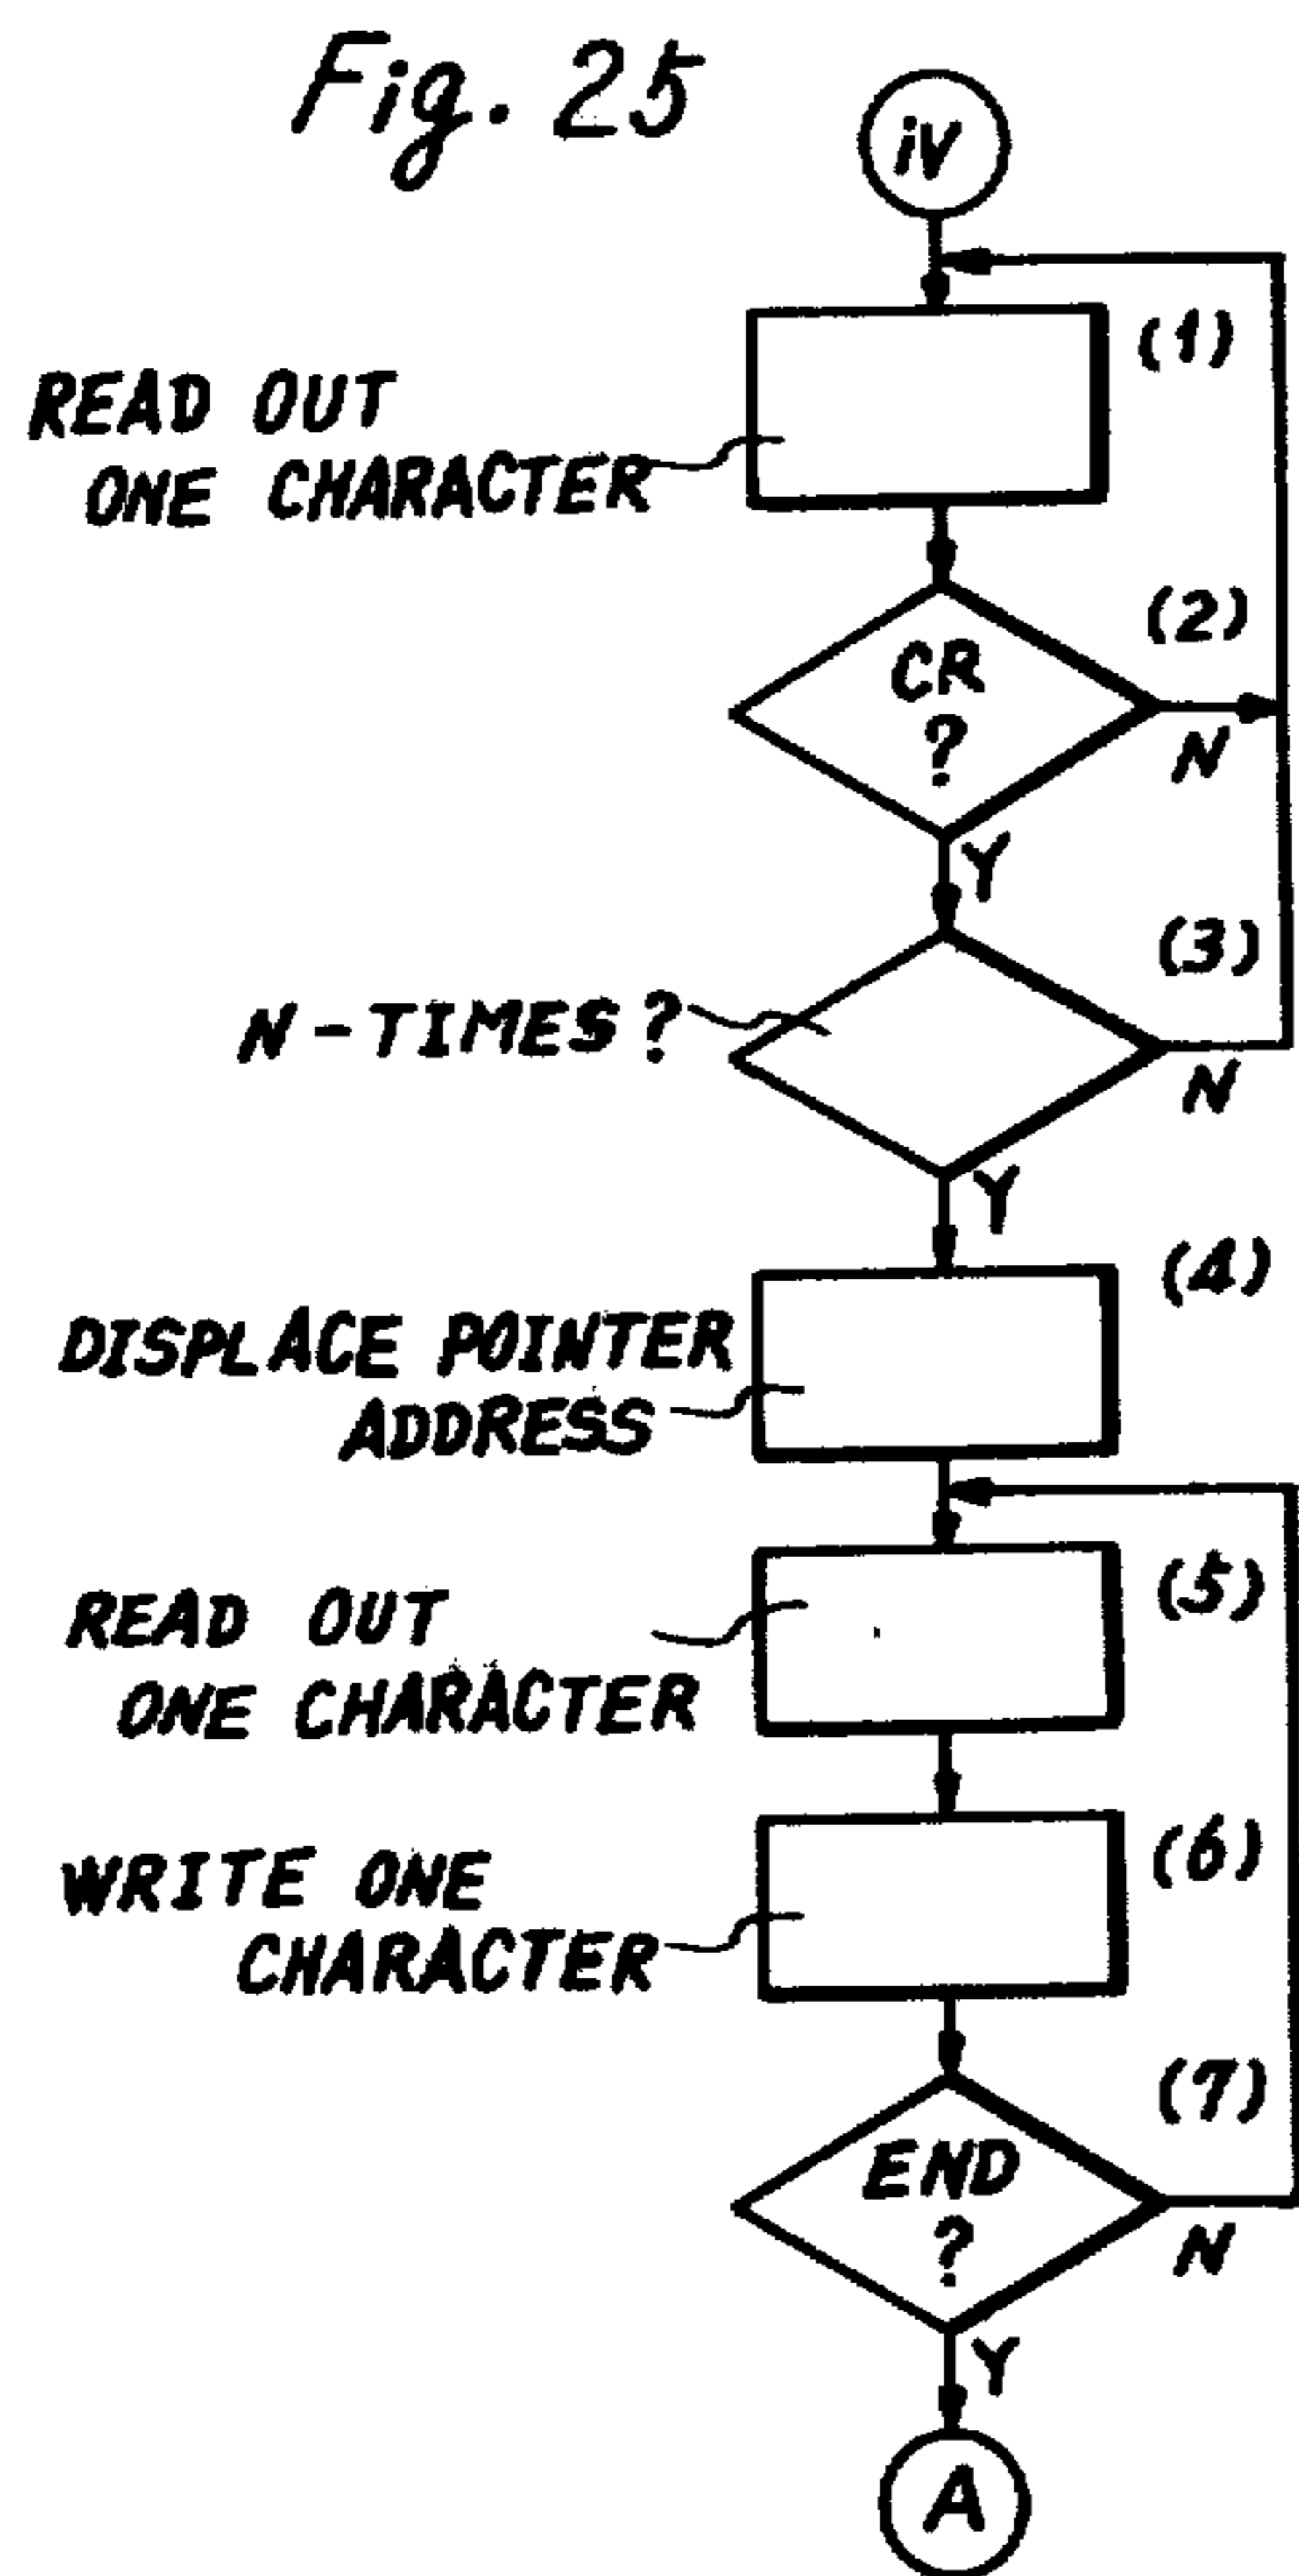 Fig. 25
iV
(1)
READ OUT
ONE CHARACTER
(2)
CR
?
N
Y
(3)
N-TIMES?
N
Y
(4)
DISPLACE POINTER
ADDRESS
(5)
READ OUT
ONE CHARACTER
(6)
WRITE ONE
CHARACTER
(7)
END
?
N
Y
A